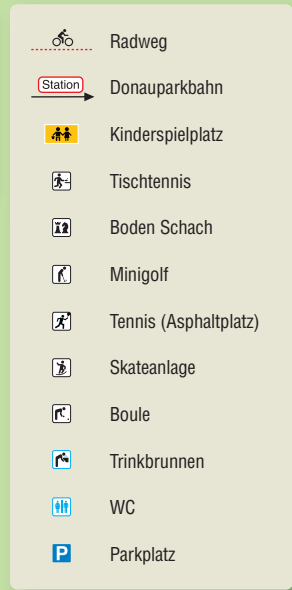 Radweg
Station Donauparkbahn
Kinderspielplatz
Tischtennis
Boden Schach
Minigolf
Tennis (Asphaltplatz)
Skateanlage
Boule
Trinkbrunnen
WC
P Parkplatz